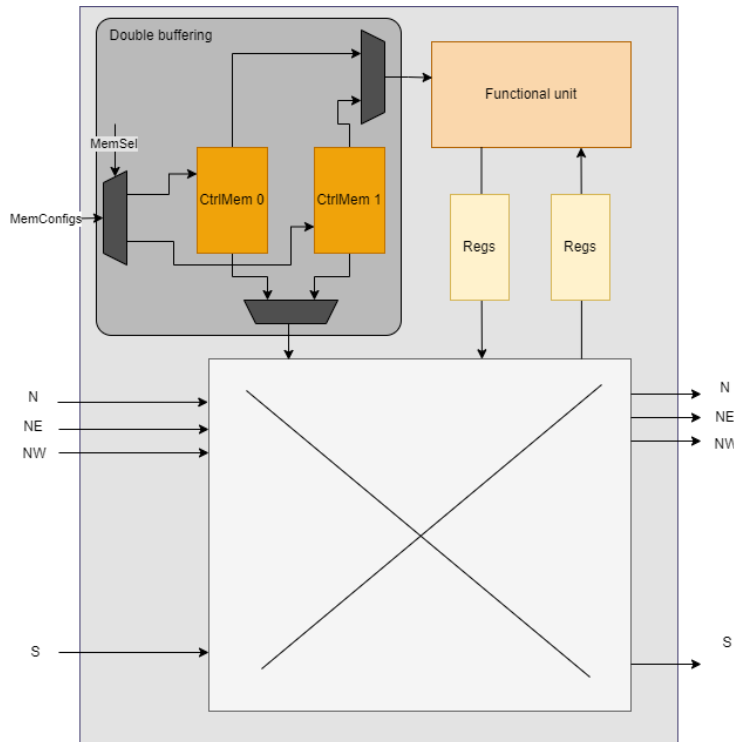 Double buffering
Functional unit
MemSel
CtrlMem 0
CtrlMem 1
MemConfigs
Regs
Regs
N
N
NE
NE
NW
NW
S
S